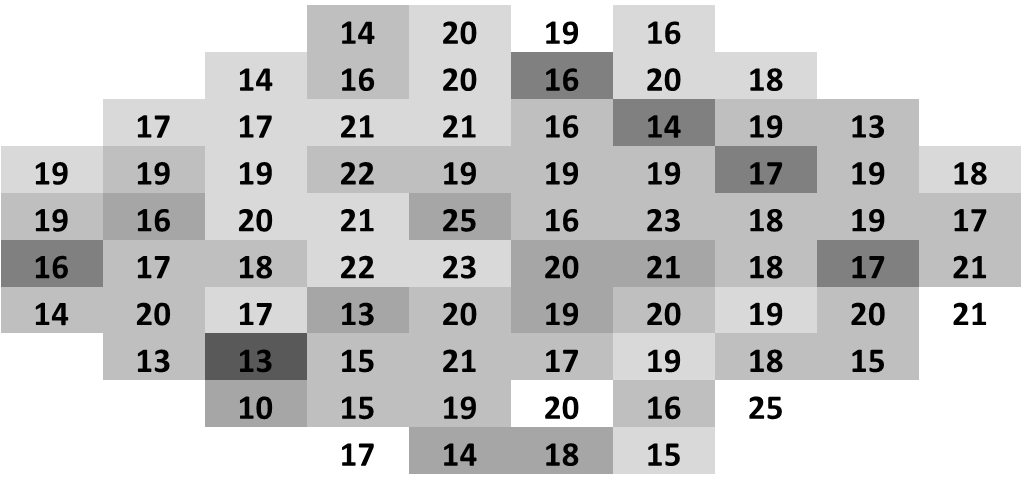 14 20 19 16
14 16 20 16 20 18
17 17 21 21 16 14 19 13
19 19 19 22 19 19 19 17 19 18
19 16 20 21 25 16 23 18 19 17
16 17 18 22 23 20 21 18 17 21
14 20 17 13 20 19 20 19 20 21
13 13 15 21 17 19 18 15
10 15 19 20 16 25
17 14 18 15